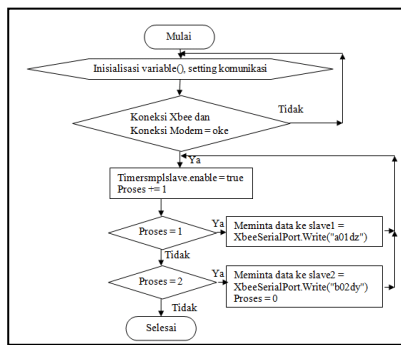 Mulai
Inisialisasi variable(), setting komunikasi
Koneksi Xbee dan
Koneksi Modem = oke
Tidak
Ya
Timersmplslave.enable = true
Proses += 1
Proses = 1
Ya
Meminta data ke slave1 =
XbeeSerialPort.Write("a01dz")
Tidak
Proses = 2
Ya
Meminta data ke slave2 =
XbeeSerialPort.Write("b02dy")
Proses = 0
Tidak
Selesai